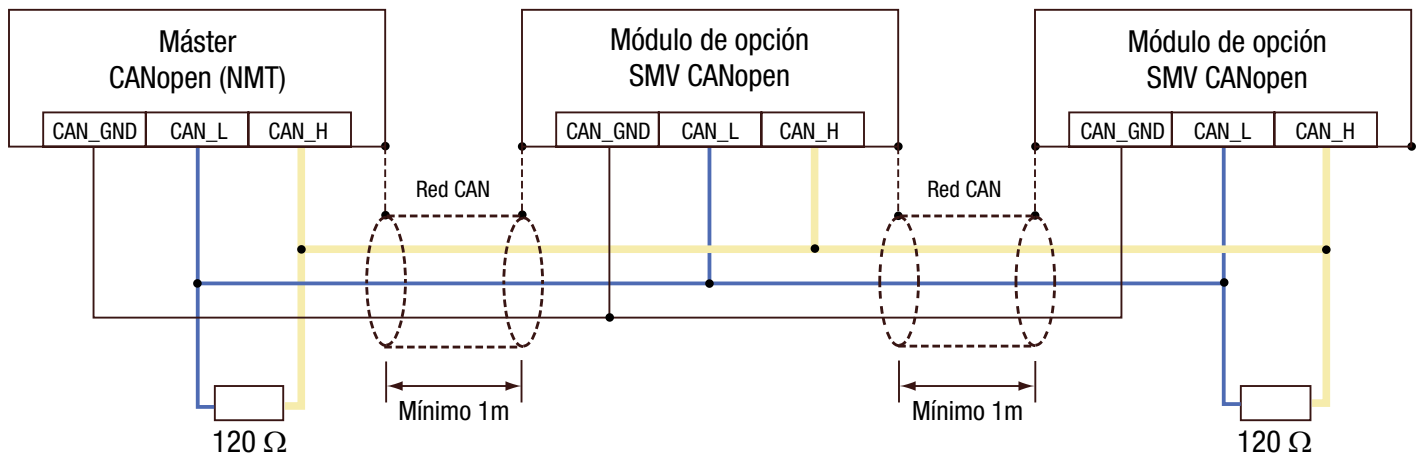 Máster
CANopen (NMT)
Módulo de opción
SMV CANopen
Módulo de opción
SMV CANopen
CAN_GND CAN_L CAN_H
CAN_GND CAN_L CAN_H
CAN_GND CAN_L CAN_H
Red CAN
Red CAN
Mínimo 1m
Mínimo 1m
120 Ω
120 Ω